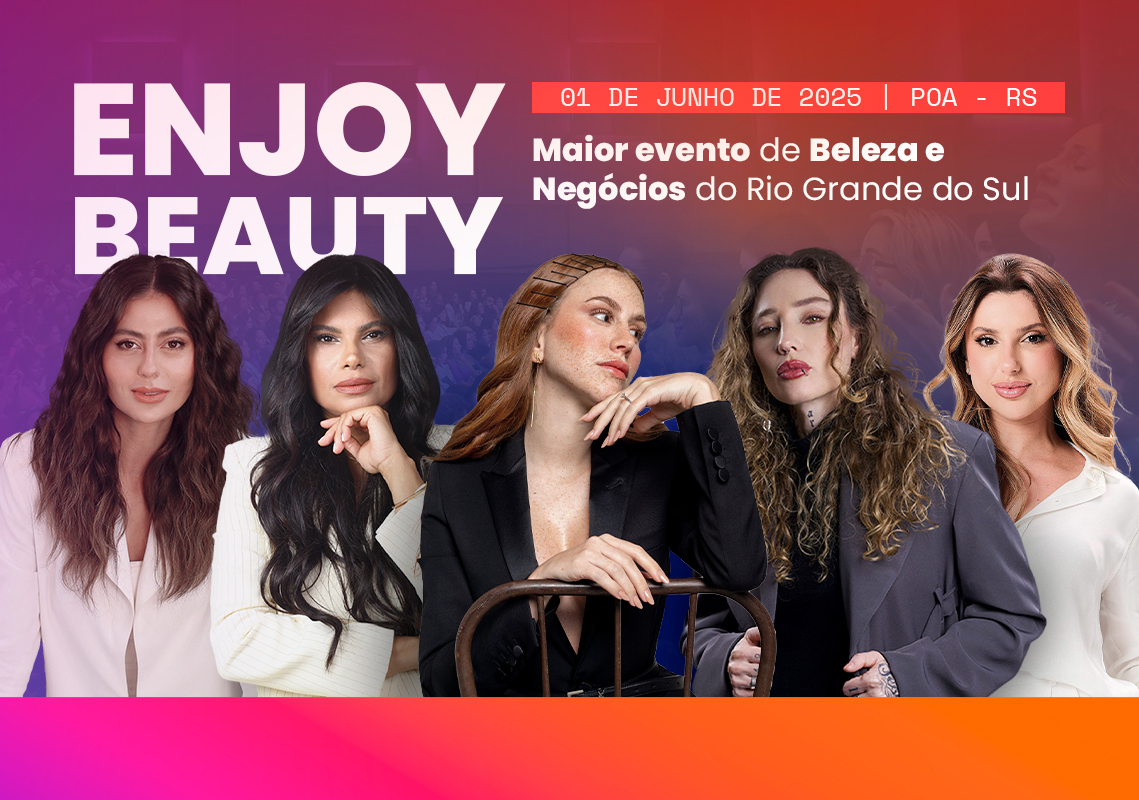 ENJOY
BEAUTY
01 DE JUNHO DE 2025 | POA - RS
Maior evento de Beleza e
Negócios do Rio Grande do Sul